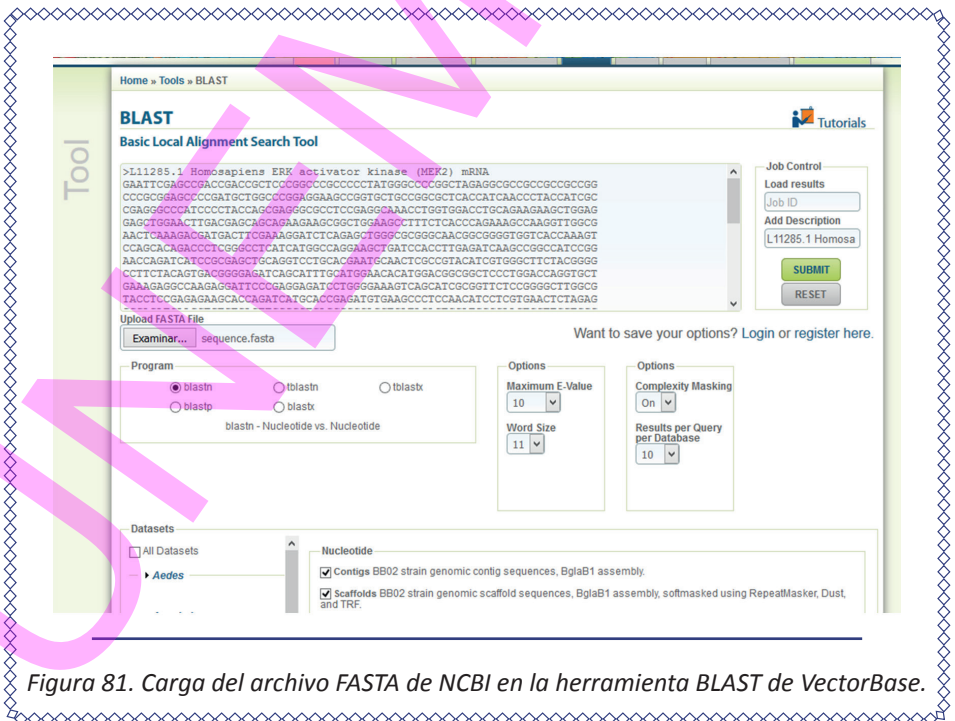 Home » Tools » BLAST
Tool
BLAST
Tutorials
Basic Local Alignment Search Tool
>L11285.1 Homosapiens ERK activator kinase (MEK2) mRNA
GAATTCGAGCCGACCGACCGCTCCCGGCCCGCCCCCTATGGGCCCCGGCTAGAGGCGCCGCCGCCGCCGG
CCCGCGGAGCCCCGATGCTGGCCCGGAGGAAGCCGGTGCTGCCGGCGCTCACCATCAACCCTACCATCGC
CGAGGGCCCATCCCCTACCAGCGAGGGCGCCTCCGAGGCAAACCTGGTGGACCTGCAGAAGAAGCTGGAG
GAGCTGGAACTTGACGAGCAGCAGAAGAAGCGGCTGGAAGCCTTTCTCACCCAGAAAGCCAAGGTTGGCG
AACTCAAAGACGATGACTTCGAAAGGATCTCAGAGCTGGGCGCGGGCAACGGCGGGGTGGTCACCAAAGT
CCAGCACAGACCCTCGGGCCTCATCATGGCCAGGAAGCTGATCCACCTTGAGATCAAGCCGGCCATCCGG
AACCAGATCATCCGCGAGCTGCAGGTCCTGCACGAATGCAACTCGCCGTACATCGTGGGCTTCTACGGGG
CCTTCTACAGTGACGGGGAGATCAGCATTTGCATGGAACACATGGACGGCGGCTCCCTGGACCAGGTGCT
GAAAGAGGCCAAGAGGATTCCCGAGGAGATCCTGGGGAAAGTCAGCATCGCGGTTCTCCGGGGCTTGGCG
TACCTCCGAGAGAAGCACCAGATCATGCACCGAGATGTGAAGCCCTCCAACATCCTCGTGAACTCTAGAG
Job Control
Load results
Job ID
Add Description
L11285.1 Homosa
SUBMIT
RESET
Upload FASTA File
Examinar... sequence.fasta
Want to save your options? Login or register here.
Program
blastn tblastn tblastx
blastp blastx
blastn - Nucleotide vs. Nucleotide
Options
Maximum E-Value
10
Word Size
11
Options
Complexity Masking
On
Results per Query
per Database
10
Datasets
All Datasets
Aedes
Nucleotide
Contigs BB02 strain genomic contig sequences, BglaB1 assembly.
Scaffolds BB02 strain genomic scaffold sequences, BglaB1 assembly, softmasked using RepeatMasker, Dust,
and TRF.
Figura 81. Carga del archivo FASTA de NCBI en la herramienta BLAST de VectorBase.